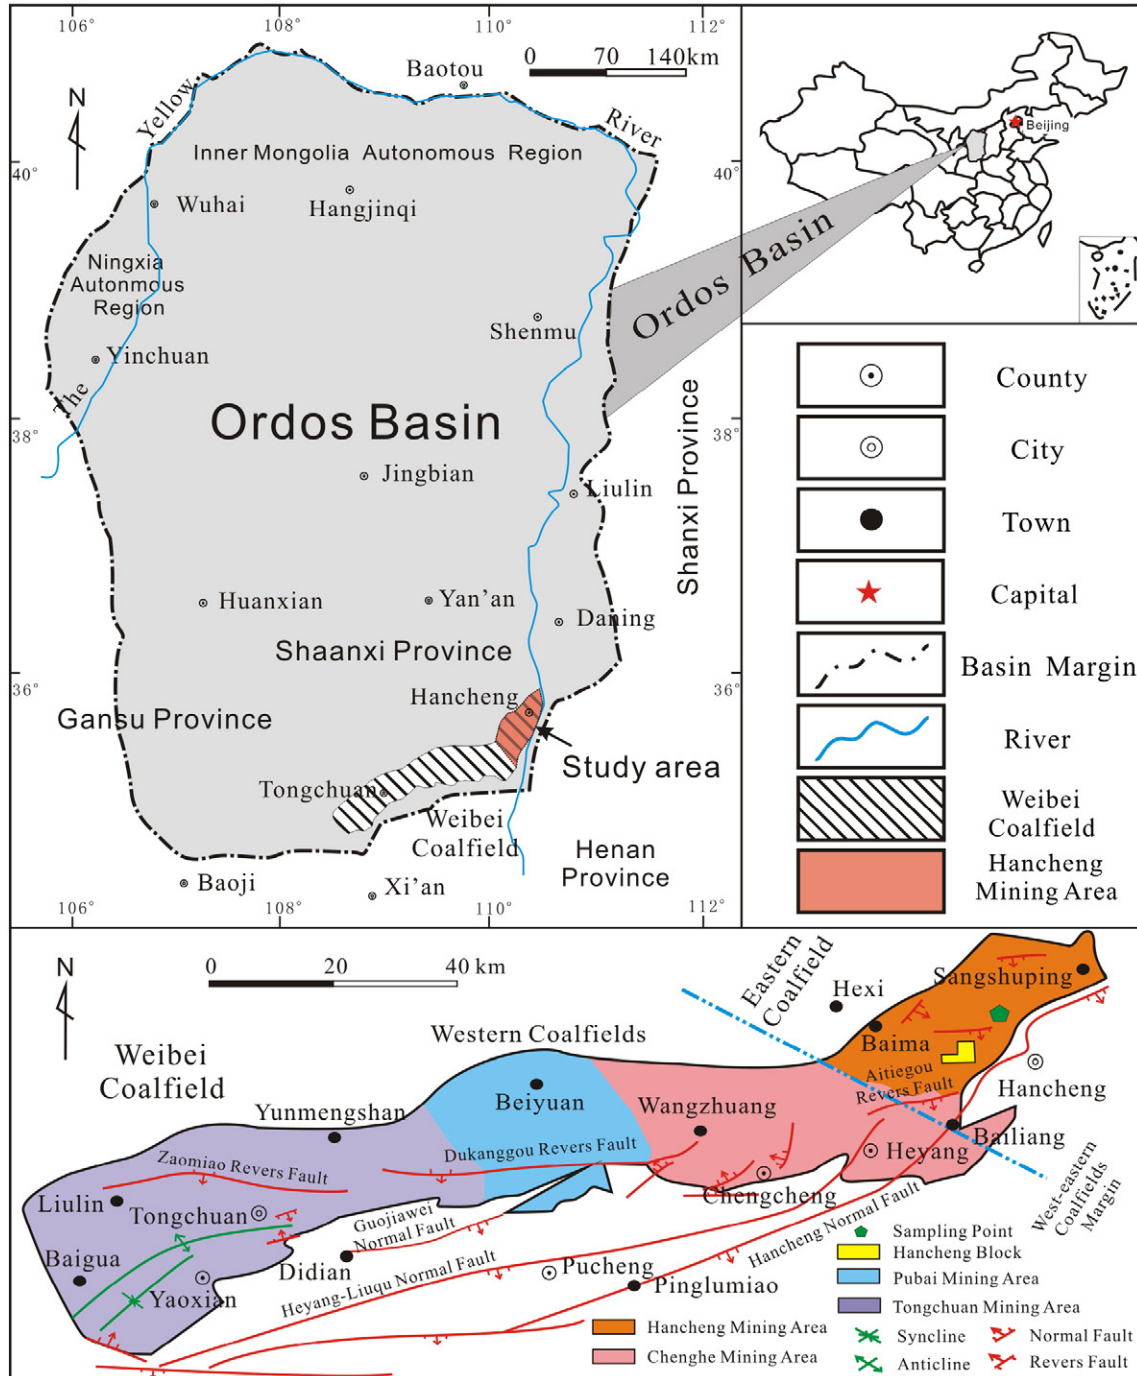 106°
108°
110°
0 70 140km
Baotou
N
Yellow
River
Beijing
Inner Mongolia Autonomous Region
40°
40°
40°
Wuhai
Hangjinqi
Ordos Basin
Ningxia
Autonmous
Region
Shenmu
Yinchuan
The
County
Ordos Basin
38°
38°
Shanxi Province
City
Jingbian
Liulin
Town
Huanxian
Yan'an
Daning
Capital
Shaanxi Province
Basin Margin
36°
36°
Hancheng
Gansu Province
River
Study area
Tongchuan
Weibei
Coalfield
Weibei
Coalfield
Henan
Province
Hancheng
Mining Area
Baoji
Xi'an
106°
108°
110°
112°
N
0 20 40 km
Eastern
Coalfield
Hexi
Sangshuping
Western Coalfields
Weibei
Coalfield
Baima
Aitiegou
Revers Fault
Hancheng
Beiyuan
Yunmengshan
Wangzhuang
Bailiang
Dukanggou Revers Fault
Heyang
Zaomiao Revers Fault
Chengcheng
West-eastern
Coalfields
Margin
Liulin
Tongchuan
Guojiawei
Normal Fault
Hancheng Normal Fault
Baigua
Didian
Yaoxian
Heyang-Liuqu Normal Fault
Pucheng
Pinglumiao
Sampling Point
Hancheng Block
Pubai Mining Area
Tongchuan Mining Area
Hancheng Mining Area
Syncline
Normal Fault
Chenghe Mining Area
Anticline
Revers Fault